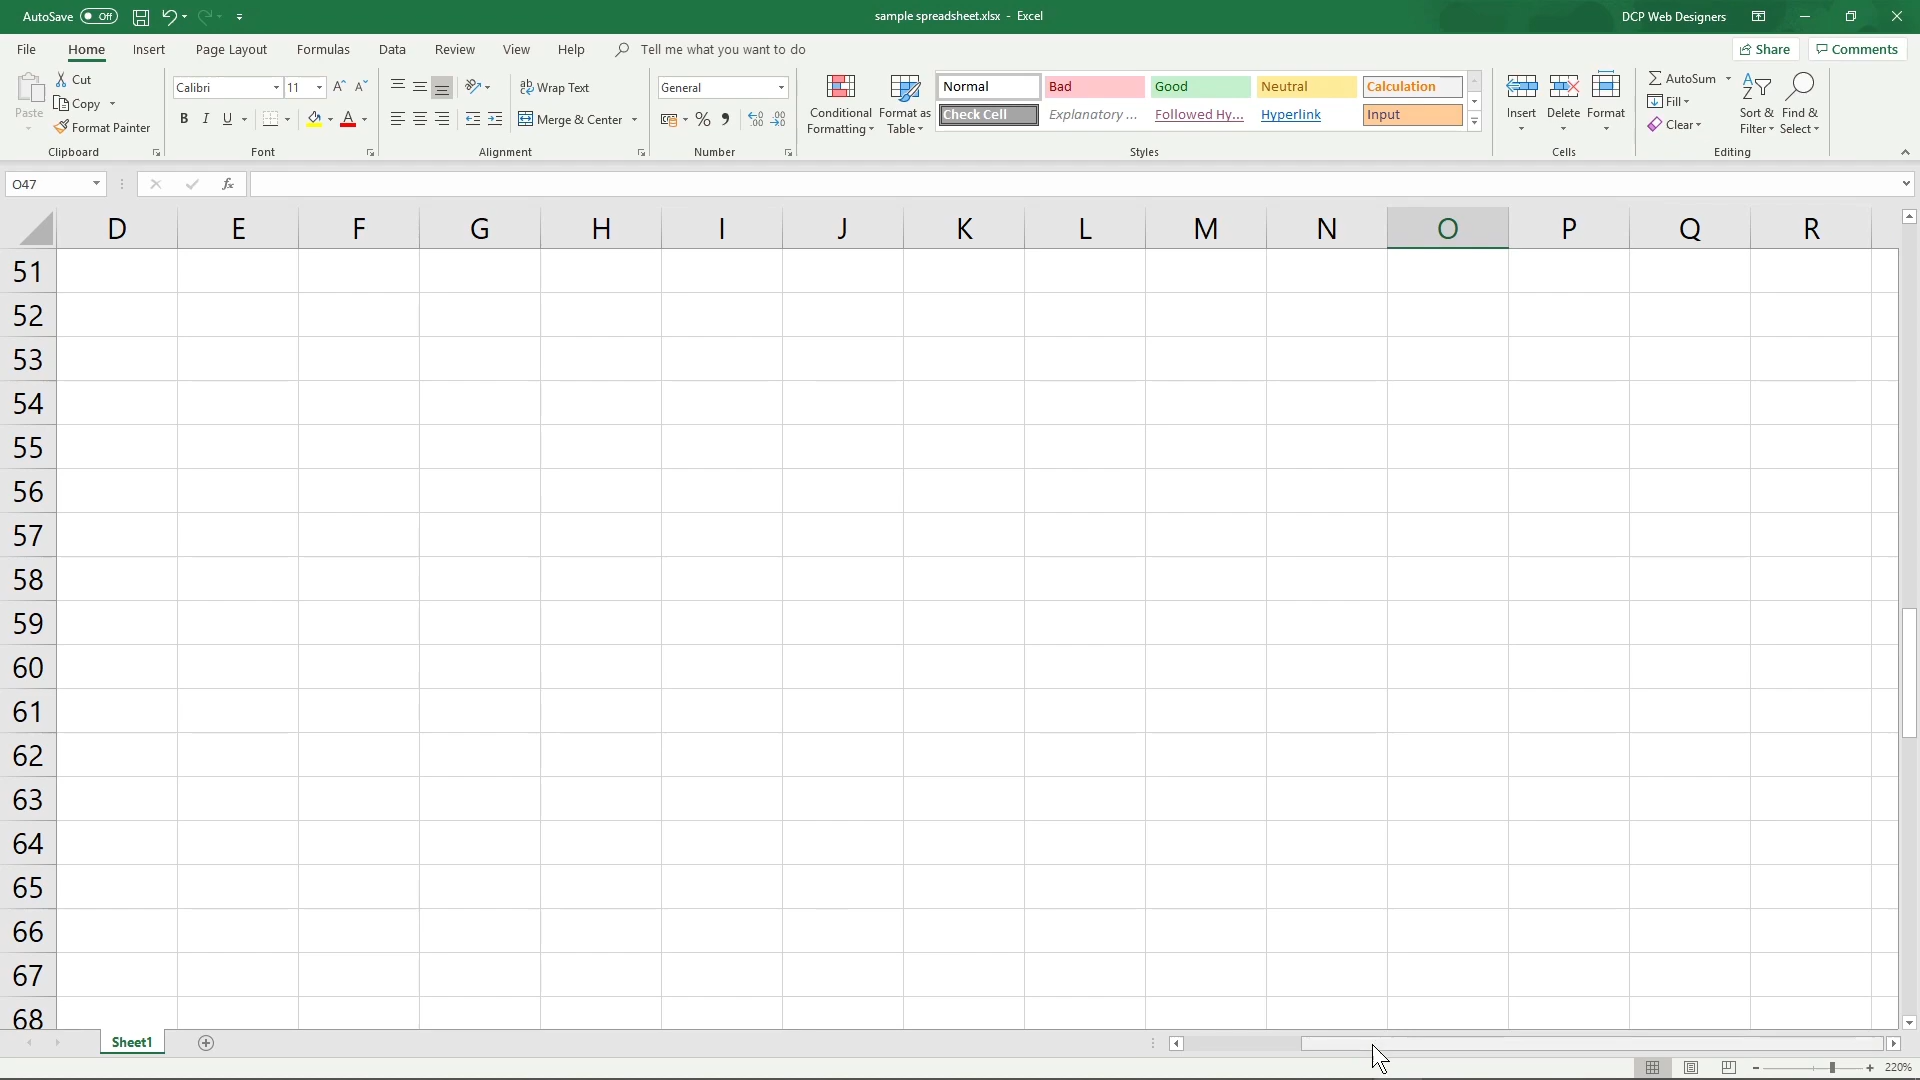 AutoSave Off sample spreadsheet.xlsx - Excel DCP Web Designers
File Home Insert Page Layout Formulas Data Review View Help Tell me what you want to do Share Comments
Paste
Cut
Copy
Format Painter
Clipboard
Calibri 11
B I U A
Font
Wrap Text
Merge & Center
Alignment
General
% ,
Number
Conditional Formatting
Format as Table
Normal Bad Good Neutral Calculation
Check Cell Explanatory ... Followed Hy... Hyperlink Input
Styles
Insert Delete Format
Cells
AutoSum
Fill
Clear
Sort & Filter
Find & Select
Editing
O47 fx
D E F G H I J K L M N O P Q R
51
52
53
54
55
56
57
58
59
60
61
62
63
64
65
66
67
68
Sheet1
220%